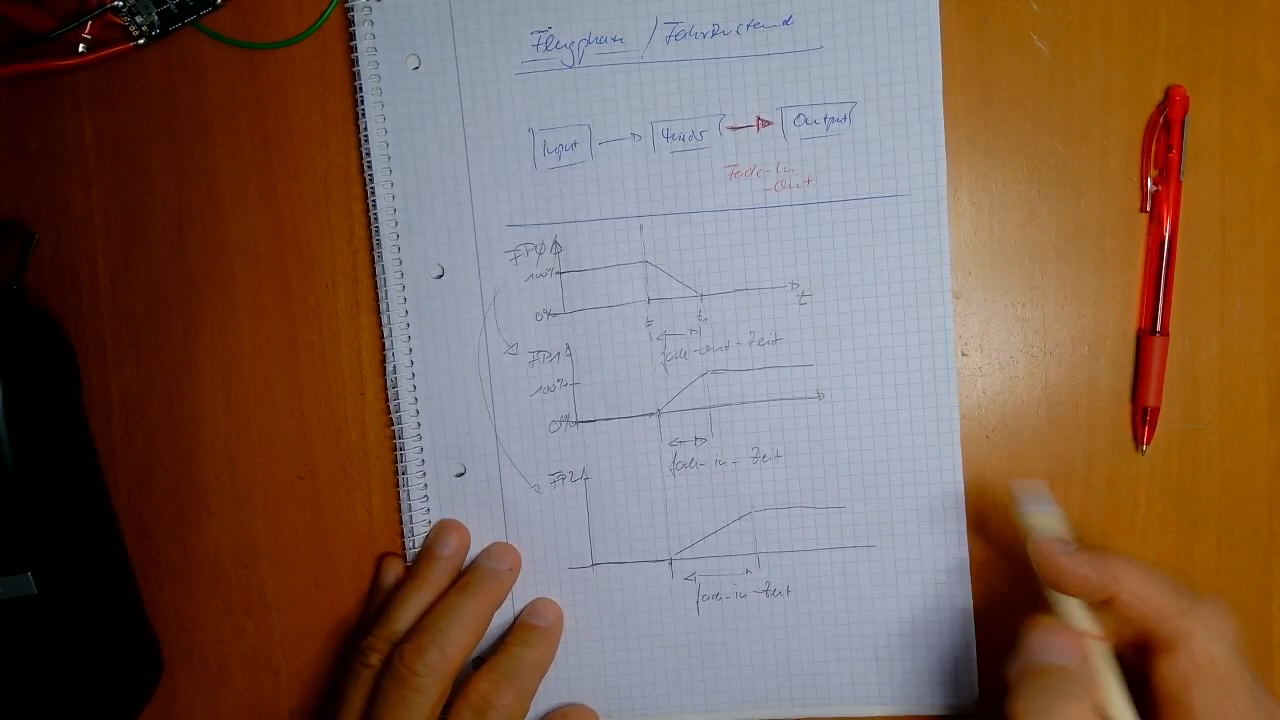 Flugphase / Fahrzustand
Input
Output
Fade-In
-Out
FP0
100%
0%
t
t
t₁
fade-out-Zeit
FP1
100%
0%
fade-in-Zeit
FP2
fade-in-Zeit